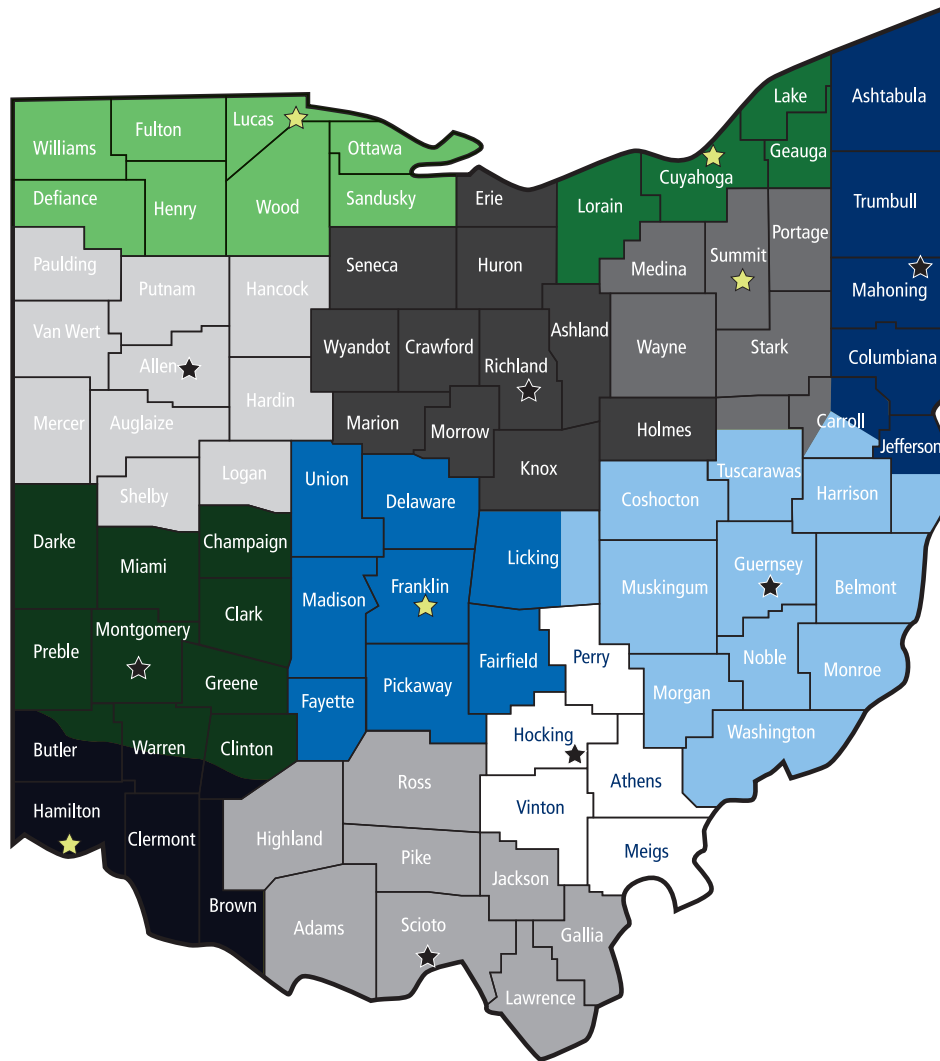 Lake
Ashtabula
Lucas
Fulton
Williams
Ottawa
Geauga
Cuyahoga
Defiance
Henry
Wood
Sandusky
Erie
Lorain
Trumbull
Portage
Summit
Paulding
Seneca
Huron
Medina
Putnam
Hancock
Mahoning
Van Wert
Ashland
Wyandot
Crawford
Wayne
Stark
Allen
Richland
Columbiana
Hardin
Mercer
Auglaize
Marion
Morrow
Holmes
Carroll
Jefferson
Knox
Logan
Union
Tuscarawas
Shelby
Delaware
Coshocton
Harrison
Darke
Champaign
Licking
Miami
Guernsey
Franklin
Muskingum
Belmont
Madison
Clark
Montgomery
Preble
Perry
Fairfield
Noble
Monroe
Greene
Pickaway
Morgan
Fayette
Washington
Hocking
Butler
Warren
Clinton
Athens
Ross
Hamilton
Vinton
Clermont
Highland
Meigs
Pike
Jackson
Brown
Adams
Scioto
Gallia
Lawrence